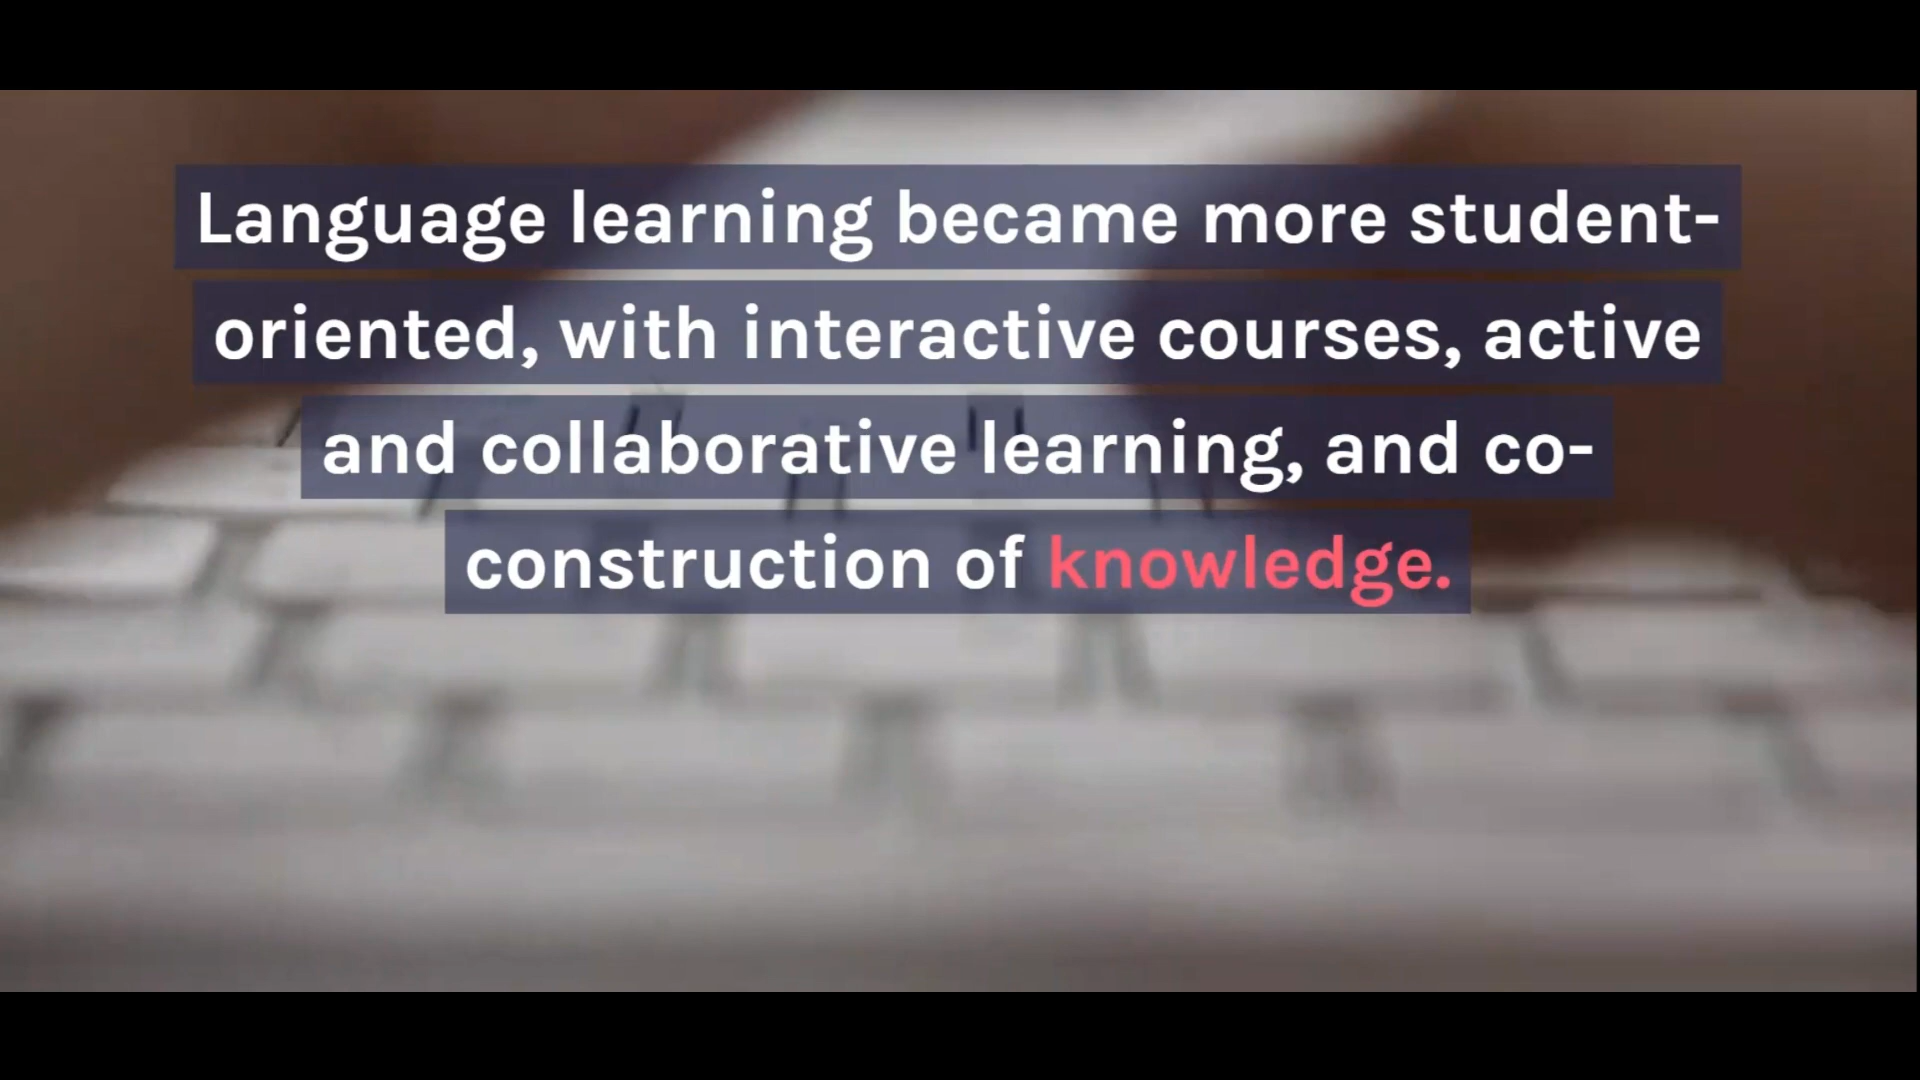 Language learning became more student-
oriented, with interactive courses, active
and collaborative learning, and co-
construction of knowledge.